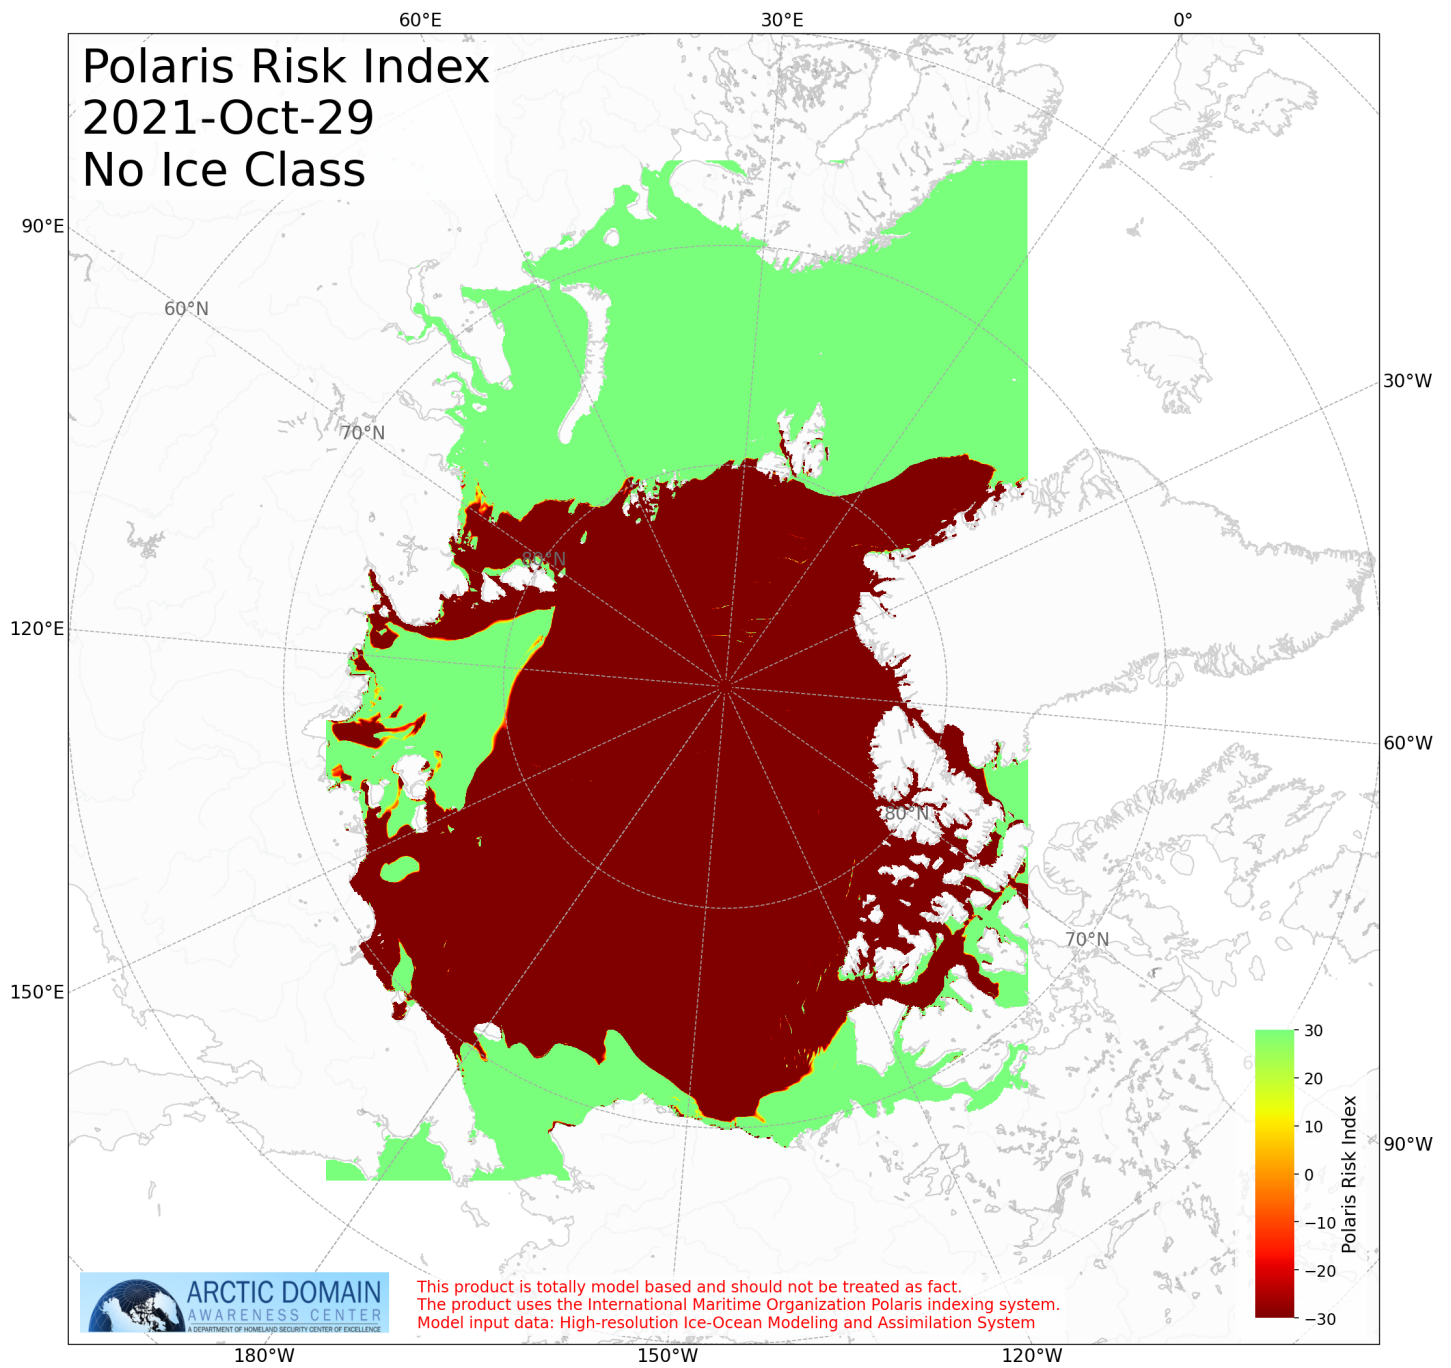 60°E 30°E 0°
Polaris Risk Index
2021-Oct-29
No Ice Class
90°E
60°N
30°W
70°N
80°N
120°E
60W°
80°N
70°N
150°E
30
20
10
0
−10
−20
−30
Polaris Risk Index
90°W
ARCTIC DOMAIN
AWARENESS CENTER
A DEPARTMENT OF HOMELAND SECURITY CENTER OF EXCELLENCE
This product is totally model based and should not be treated as fact.
The product uses the International Maritime Organization Polaris indexing system.
Model input data: High-resolution Ice-Ocean Modeling and Assimilation System
180°W 150°W 120°W